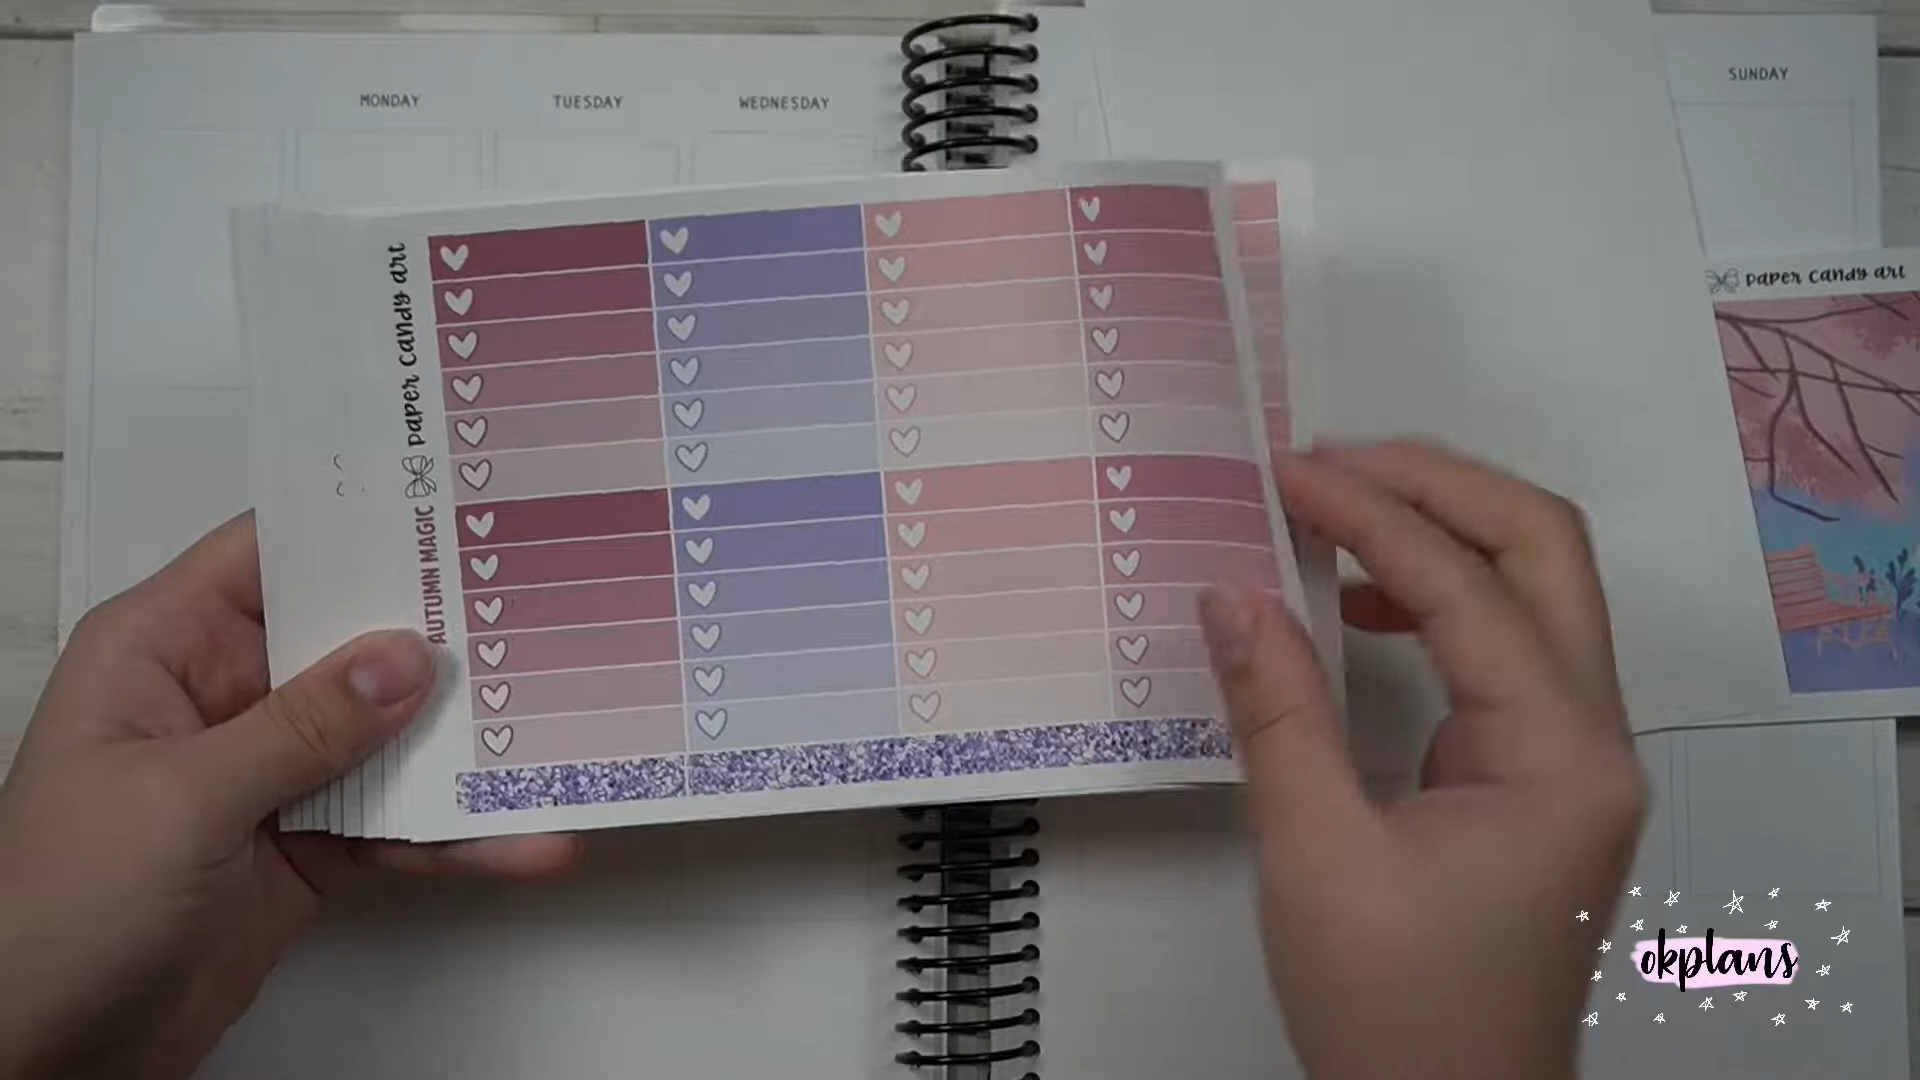 MONDAY
TUESDAY
WEDNESDAY
SUNDAY
paper candy art
AUTUMN MAGIC
paper candy art
okplans